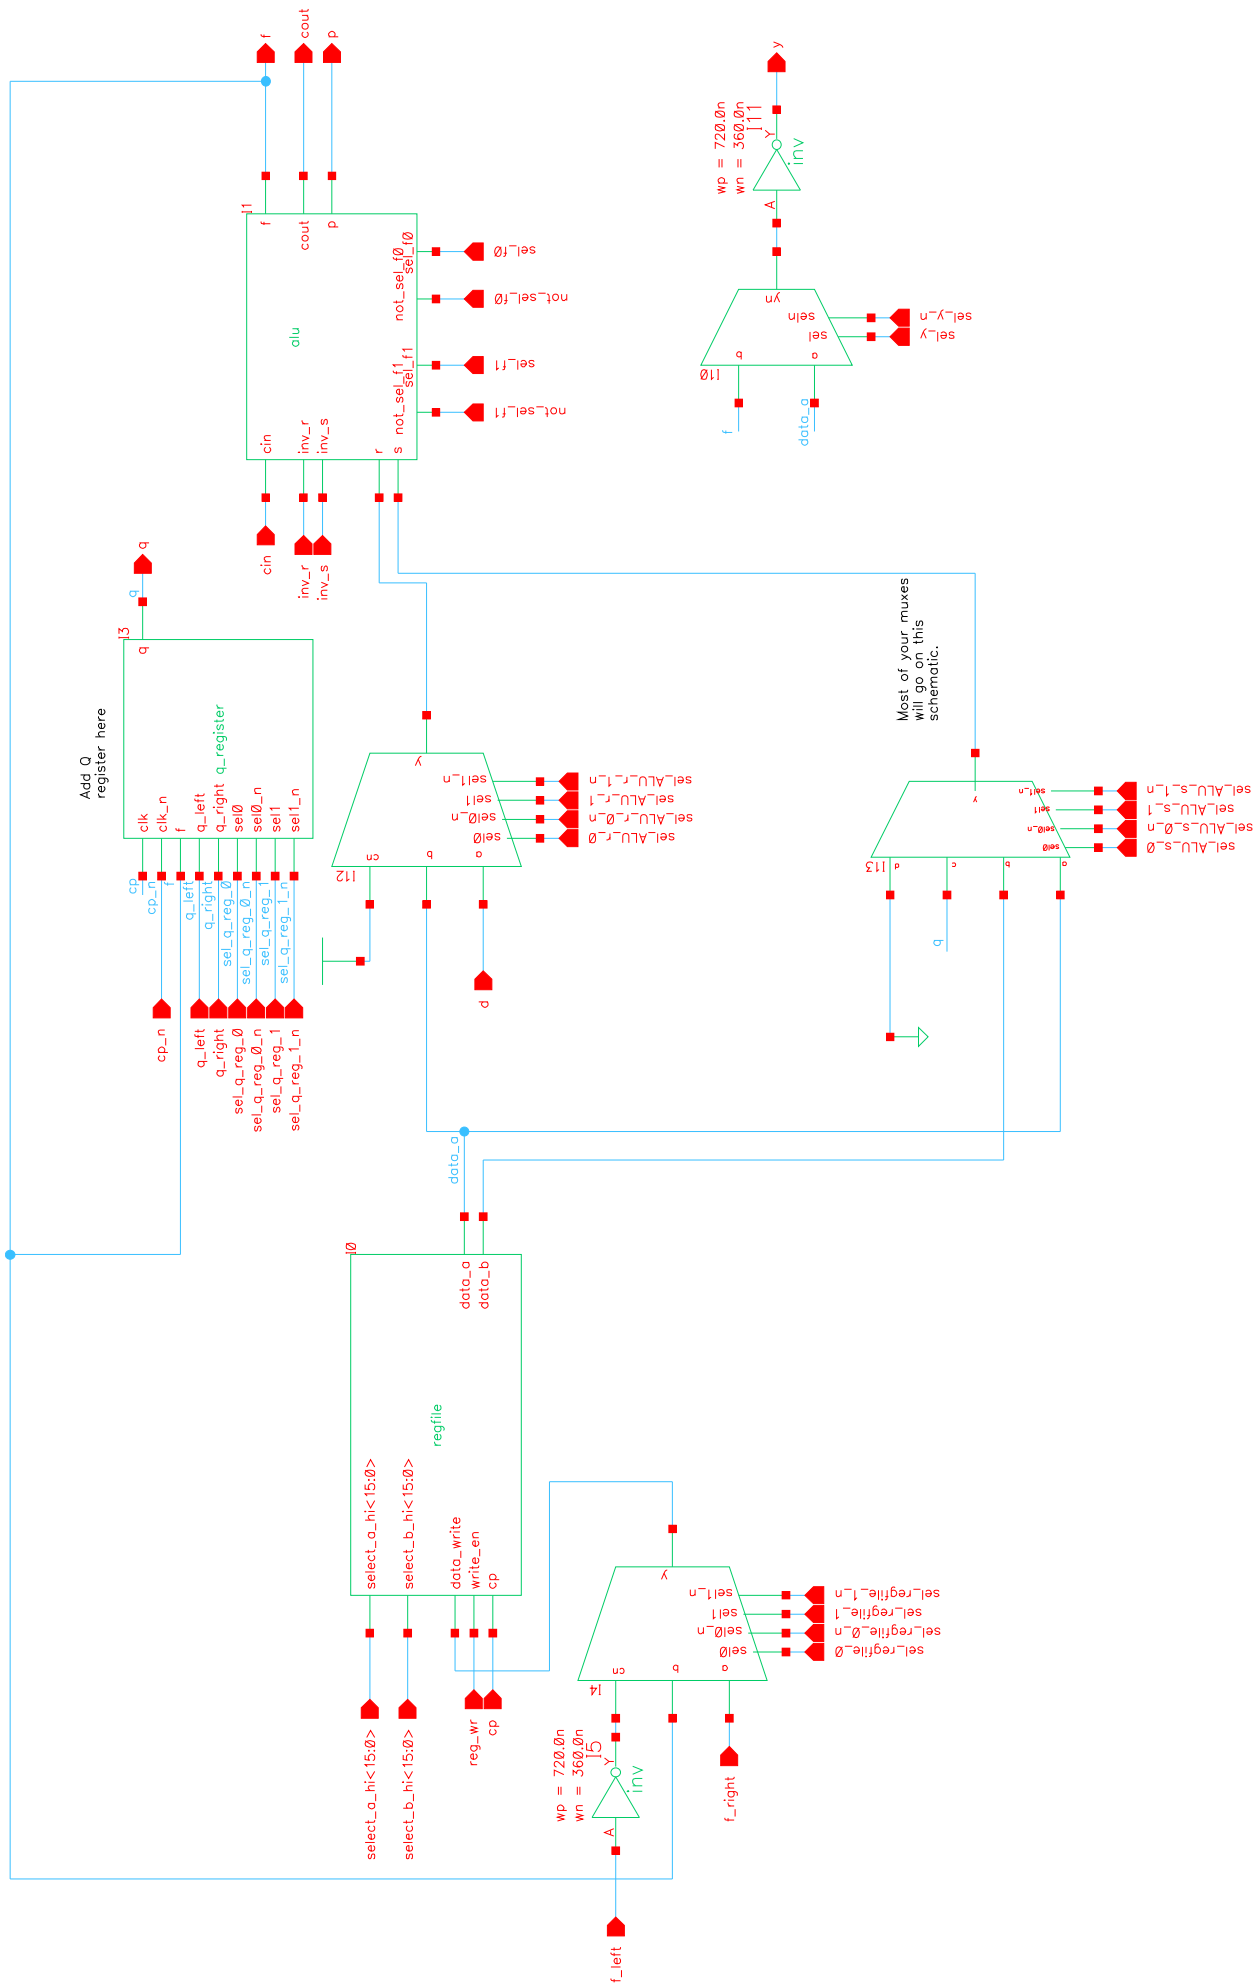 f
cout
p
I1
f
cout
p
alu
cin
inv_r
inv_s
r
s
sel_f0
not_sel_f0
sel_f1
not_sel_f1
sel_f0
not_sel_f0
sel_f1
not_sel_f1
cin
inv_r
inv_s
y
wp = 720.0n
wn = 360.0n
I11
Y
inv
A
yn
seln
sel
b
a
I10
sel_y_n
sel_y
f
data_a
q
q
I3
q
Add Q
register here
q_register
clk
clk_n
f
q_left
q_right
sel0
sel0_n
sel1
sel1_n
cp
cp_n
f
q_left
q_right
sel_q_reg_0
sel_q_reg_0_n
sel_q_reg_1
sel_q_reg_1_n
cp_n
q_left
q_right
sel_q_reg_0
sel_q_reg_0_n
sel_q_reg_1
sel_q_reg_1_n
y
sel1_n
sel1
sel0_n
sel0
cn
b
a
I12
sel_ALU_r_1_n
sel_ALU_r_1
sel_ALU_r_0_n
sel_ALU_r_0
d
Most of your muxes
will go on this
schematic.
y
sel1_n
sel1
sel0_n
sel0
d
c
b
a
I13
sel_ALU_s_1_n
sel_ALU_s_1
sel_ALU_s_0_n
sel_ALU_s_0
q
data_a
I0
data_a
data_b
regfile
select_a_hi<15:0>
select_b_hi<15:0>
data_write
write_en
cp
select_a_hi<15:0>
select_b_hi<15:0>
reg_wr
cp
y
sel1_n
sel1
sel0_n
sel0
cn
b
a
I4
sel_regfile_1_n
sel_regfile_1
sel_regfile_0_n
sel_regfile_0
wp = 720.0n
wn = 360.0n
I5
Y
inv
A
f_right
f_left